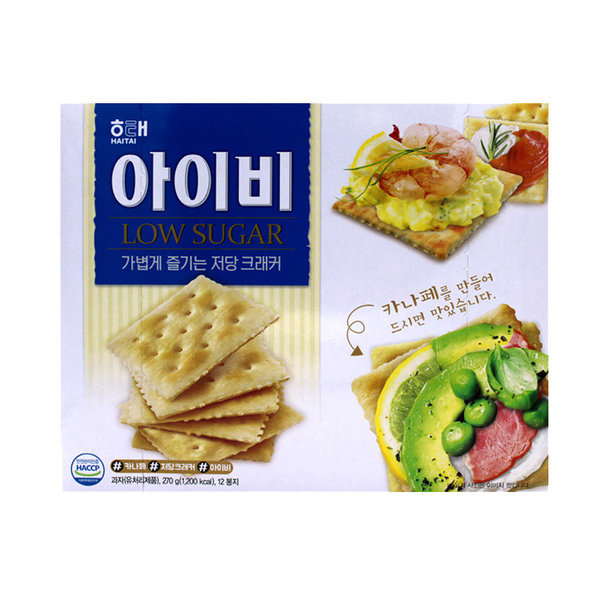 해태
HAITAI
아이비
LOW SUGAR
가볍게 즐기는 저당 크래커
카나페를 만들어
드시면 맛있습니다.
HACCP
#카나페 #저당크래커 #아이비
과자(유처리제품), 270 g(1,200 kcal), 12 봉지